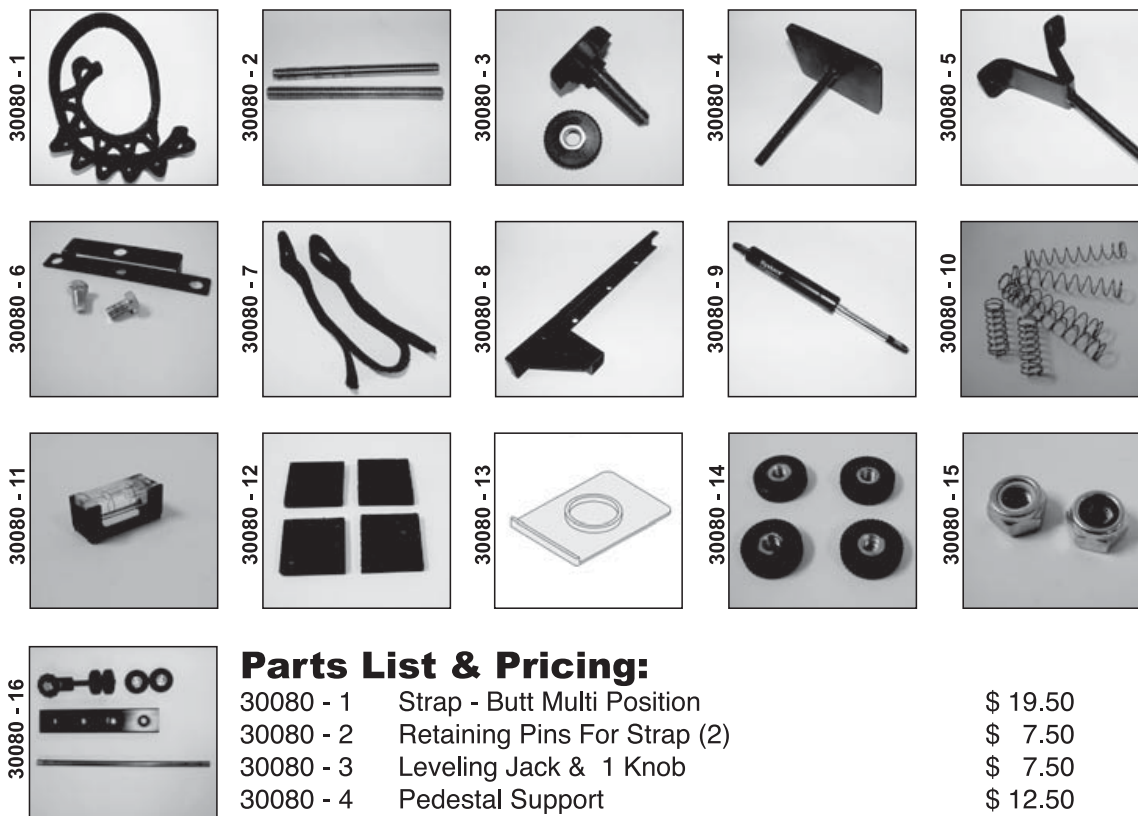 30080 - 1
30080 - 2
30080 - 3
30080 - 4
30080 - 5
30080 - 6
30080 - 7
30080 - 8
30080 - 9
30080 - 10
30080 - 11
30080 - 12
30080 - 13
30080 - 14
30080 - 15
30080 - 16
Parts List & Pricing:
30080 - 1 Strap - Butt Multi Position $ 19.50
30080 - 2 Retaining Pins For Strap (2) $ 7.50
30080 - 3 Leveling Jack & 1 Knob $ 7.50
30080 - 4 Pedestal Support $ 12.50